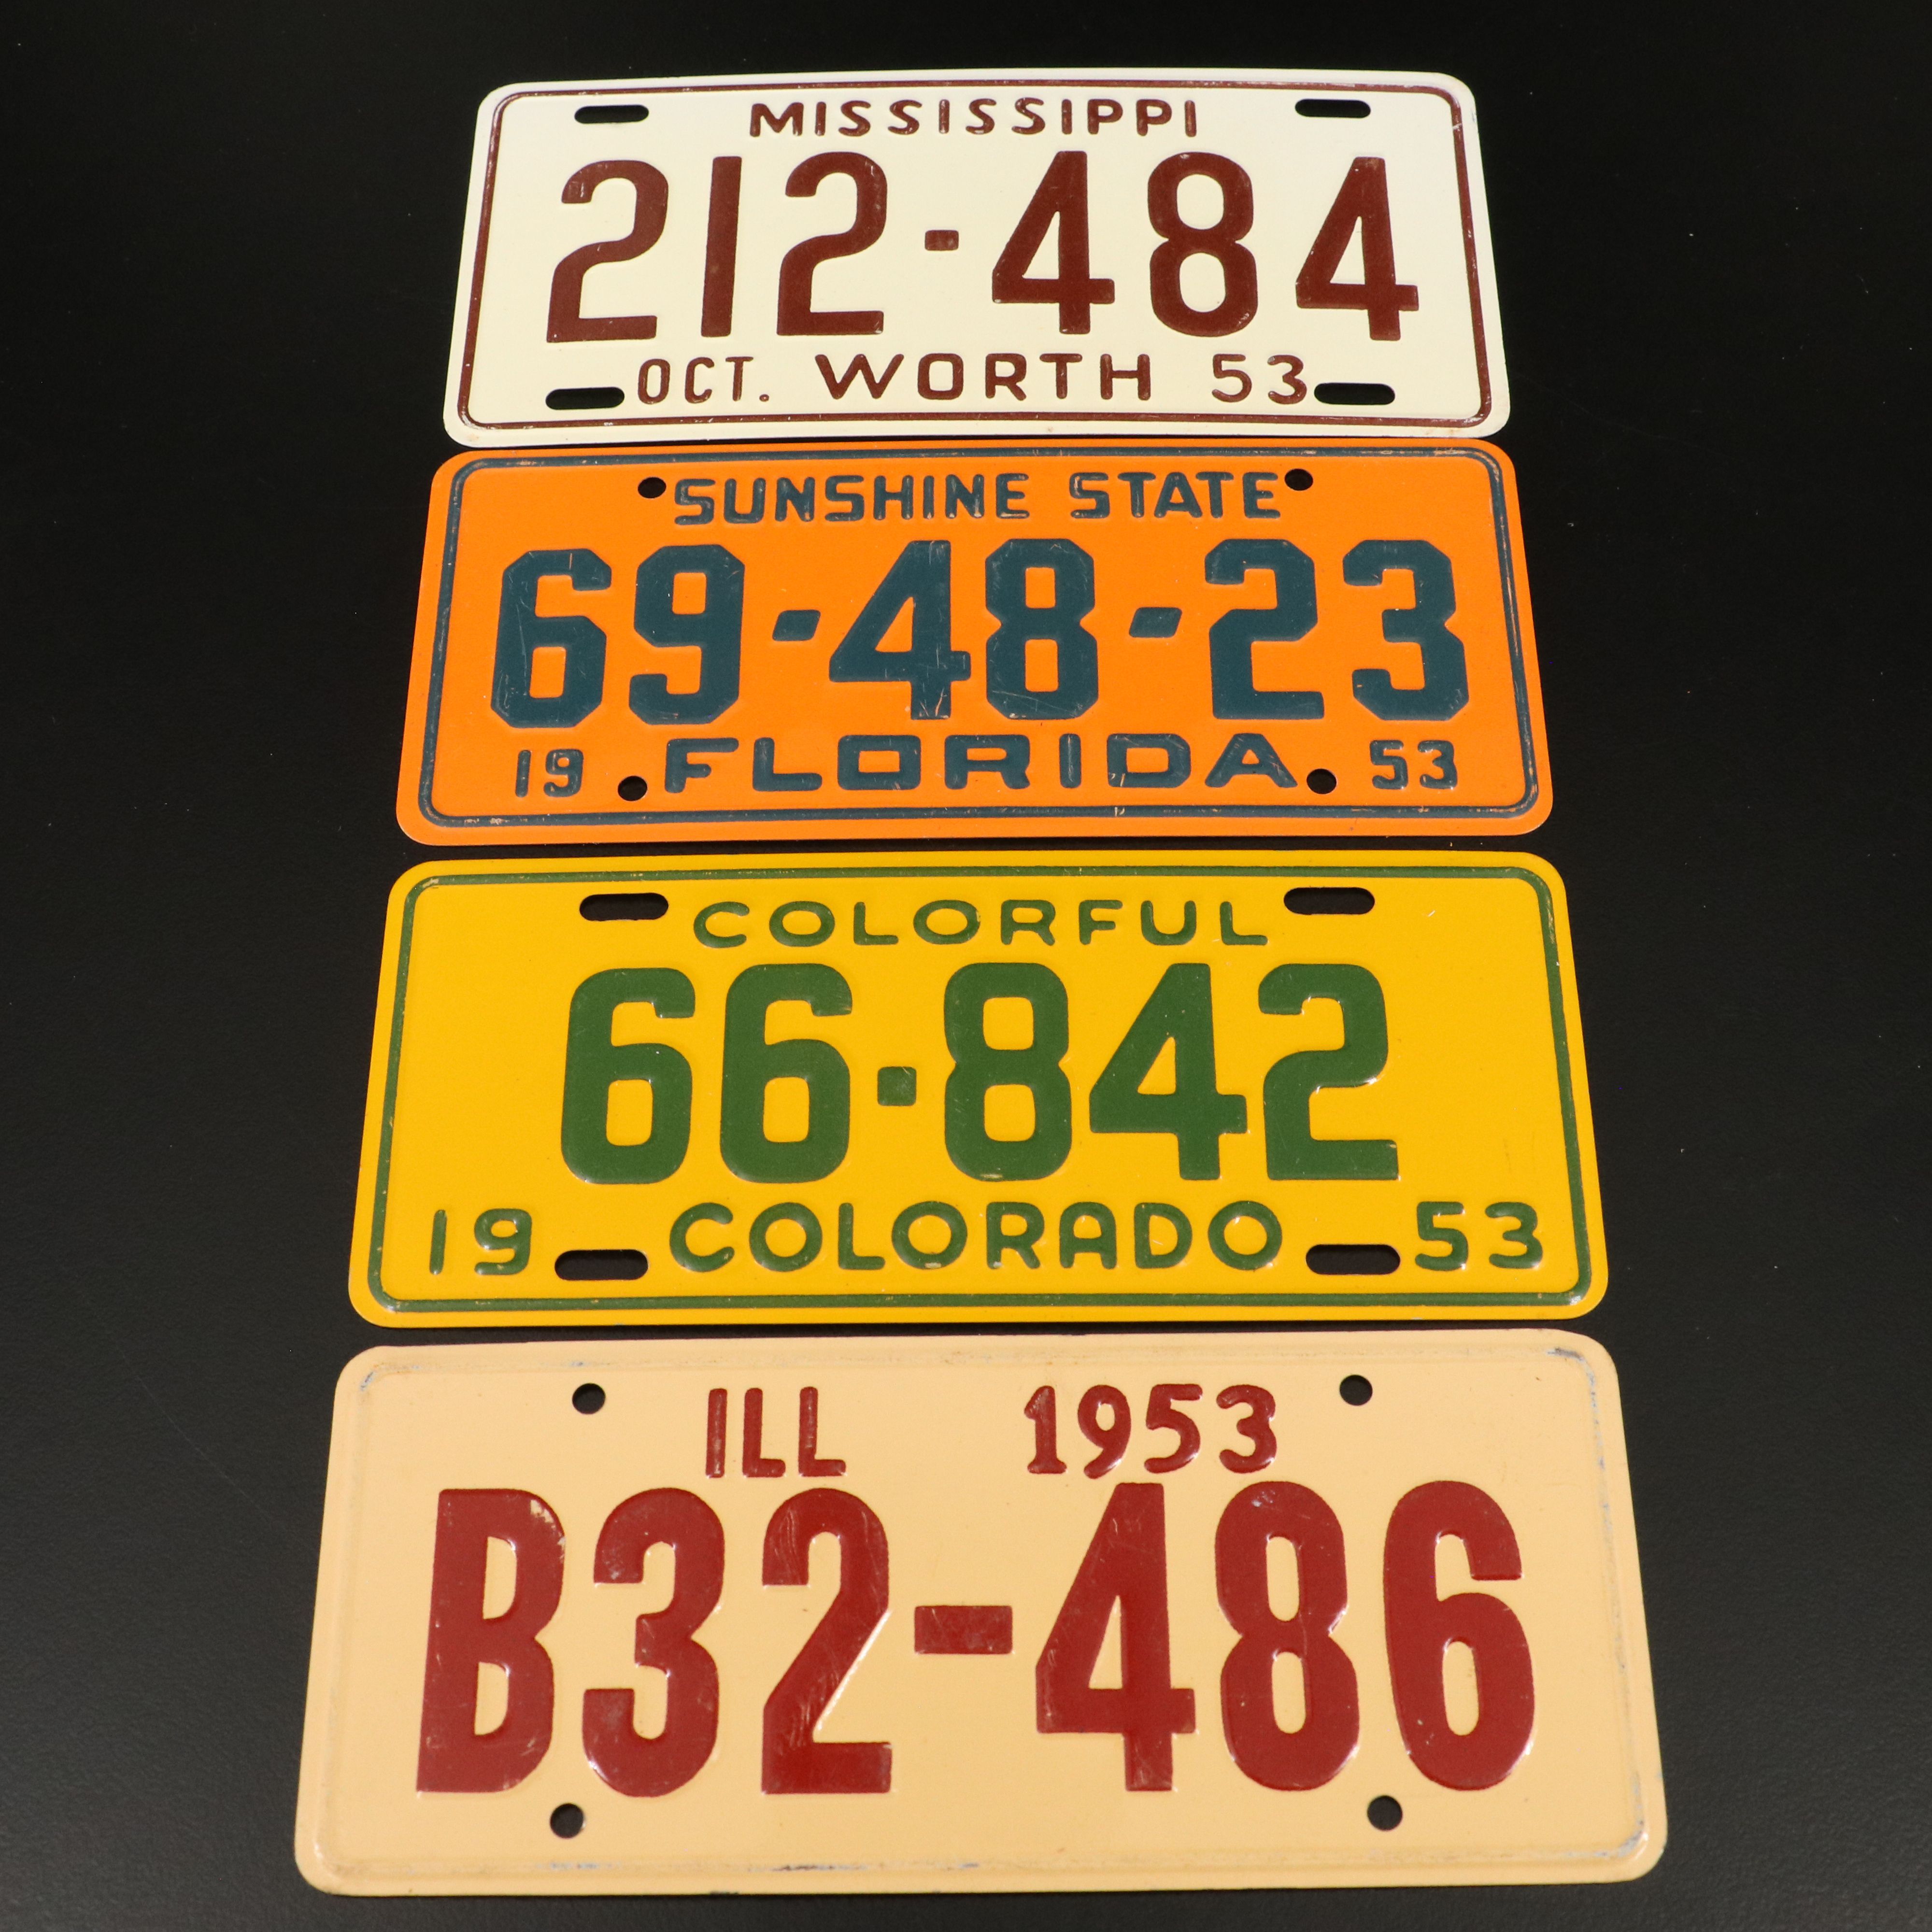 MISSISSIPPI
212-484
OCT. WORTH 53
SUNSHINE STATE
69-48-23
19 FLORIDA 53
COLORFUL
66-842
19 COLORADO 53
ILL 1953
B32-486